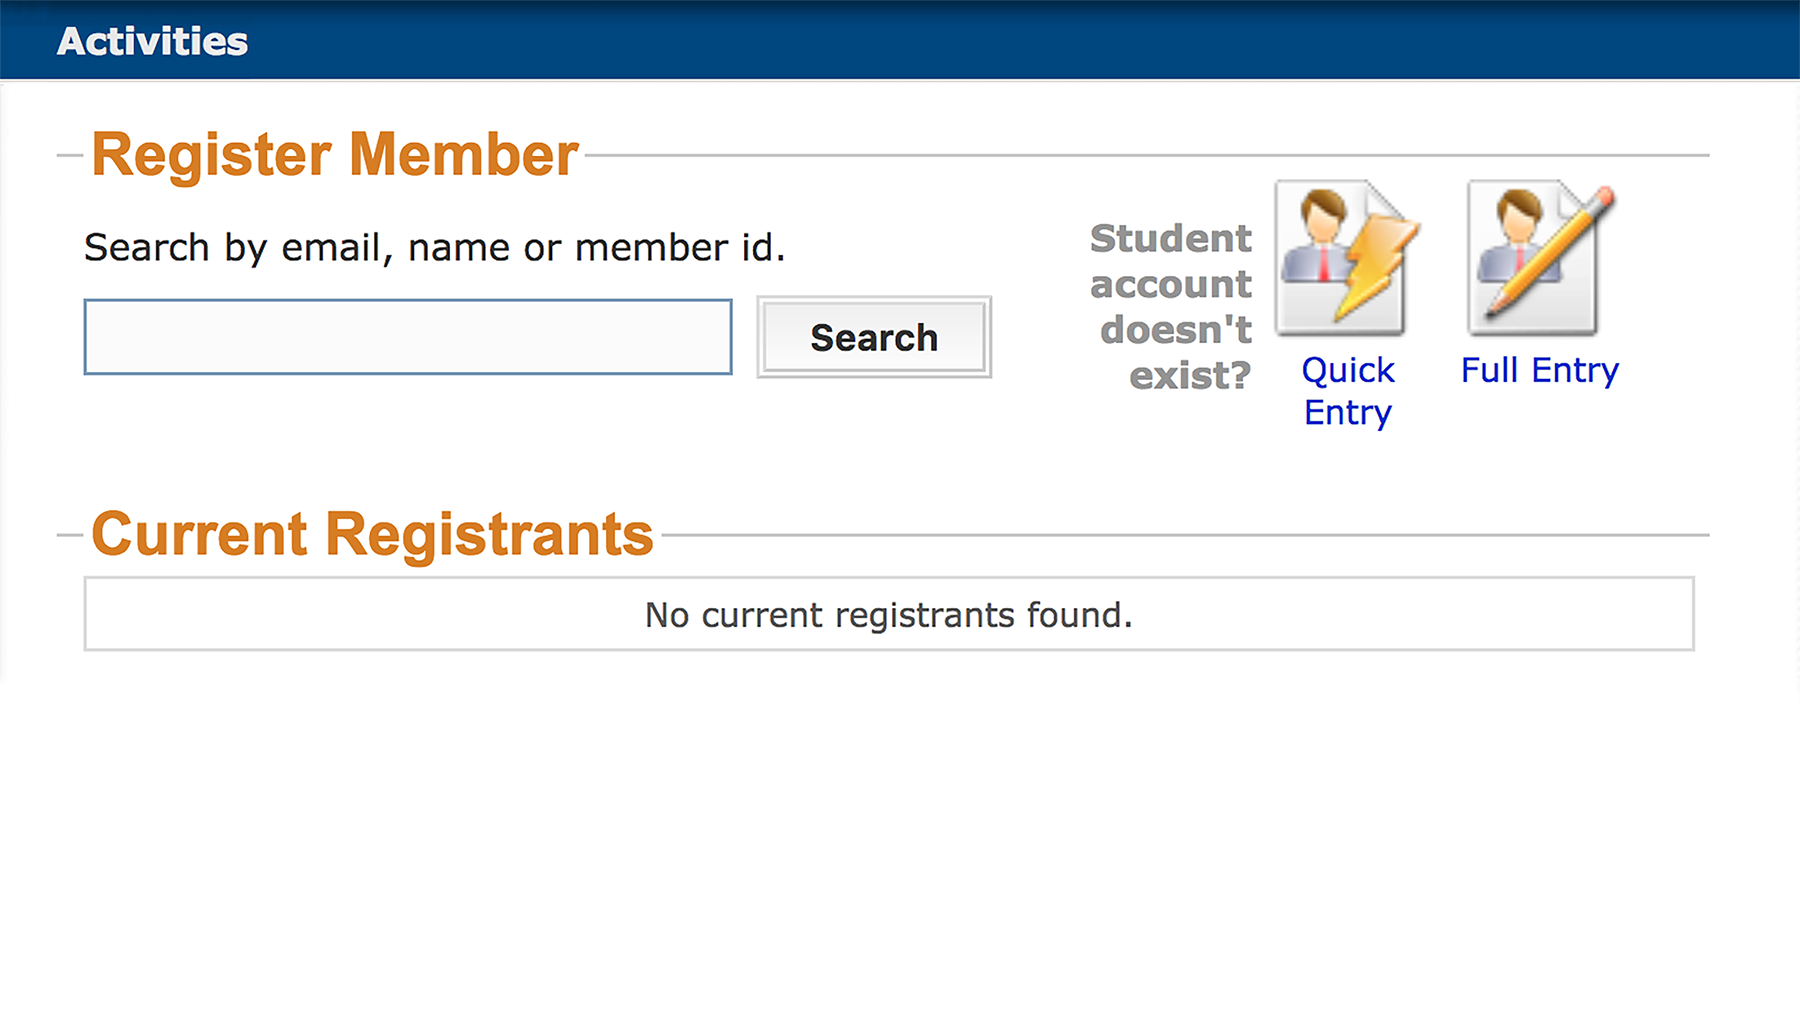 Activities
Register Member
Search by email, name or member id.
Search
Student
account
doesn't
exist?
Quick
Entry
Full Entry
Current Registrants
No current registrants found.